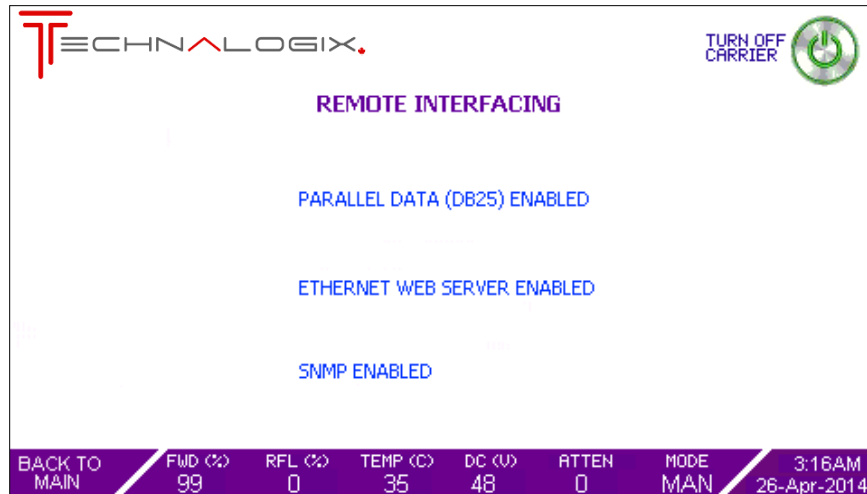 TECHNALOGIX.
TURN OFF
CARRIER
REMOTE INTERFACING
PARALLEL DATA (DB25) ENABLED
ETHERNET WEB SERVER ENABLED
SNMP ENABLED
BACK TO
MAIN
FWD (%) RFL (%) TEMP (C) DC (V) ATTEN MODE 3:16AM
99 0 35 48 0 MAN 26-Apr-2014